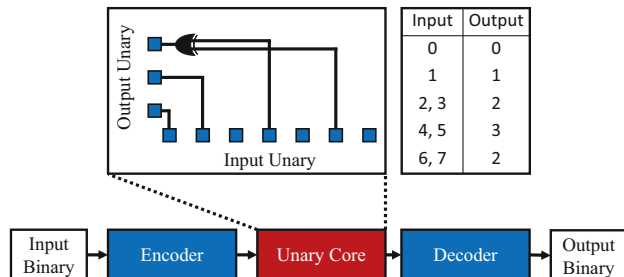 Output Unary
Input Unary
Input Output
0 0
1 1
2, 3 2
4, 5 3
6, 7 2
Input
Binary
Encoder
Unary Core
Decoder
Output
Binary